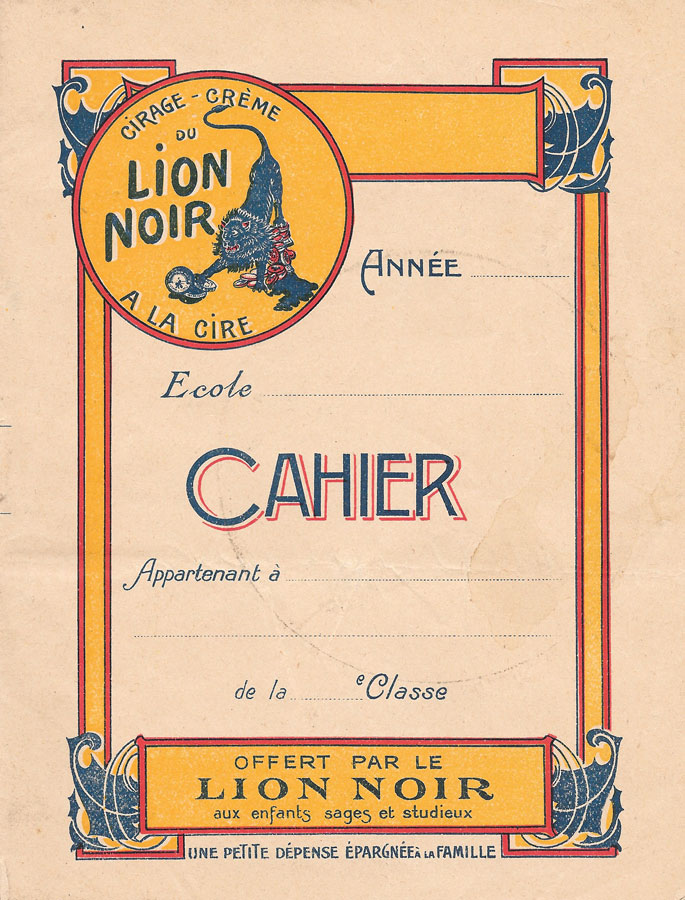 CIRAGE-CRÈME
DU
LION
NOIR
A LA CIRE
ANNÉE
Ecole
CAHIER
Appartenant à
de la e Classe
OFFERT PAR LE
LION NOIR
aux enfants sages et studieux
UNE PETITE DÉPENSE ÉPARGNÉE À LA FAMILLE